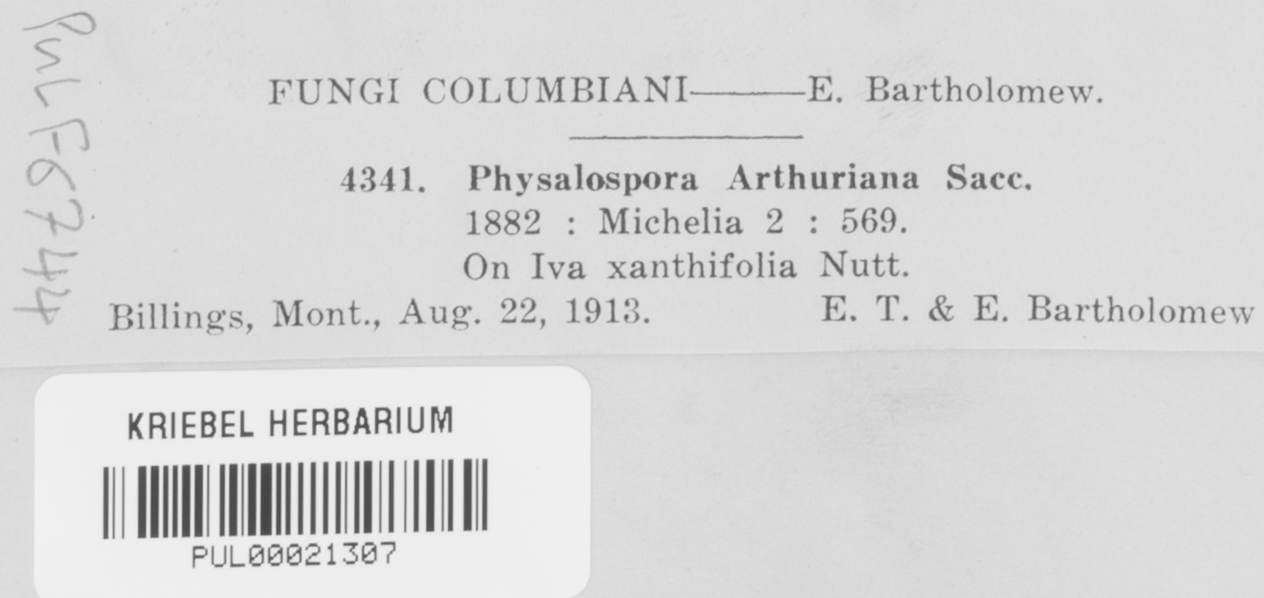 PUL F6744
FUNGI COLUMBIANI———E. Bartholomew.
4341. Physalospora Arthuriana Sacc.
1882 : Michelia 2 : 569.
On Iva xanthifolia Nutt.
Billings, Mont., Aug. 22, 1913. E. T. & E. Bartholomew
KRIEBEL HERBARIUM
PUL00021307